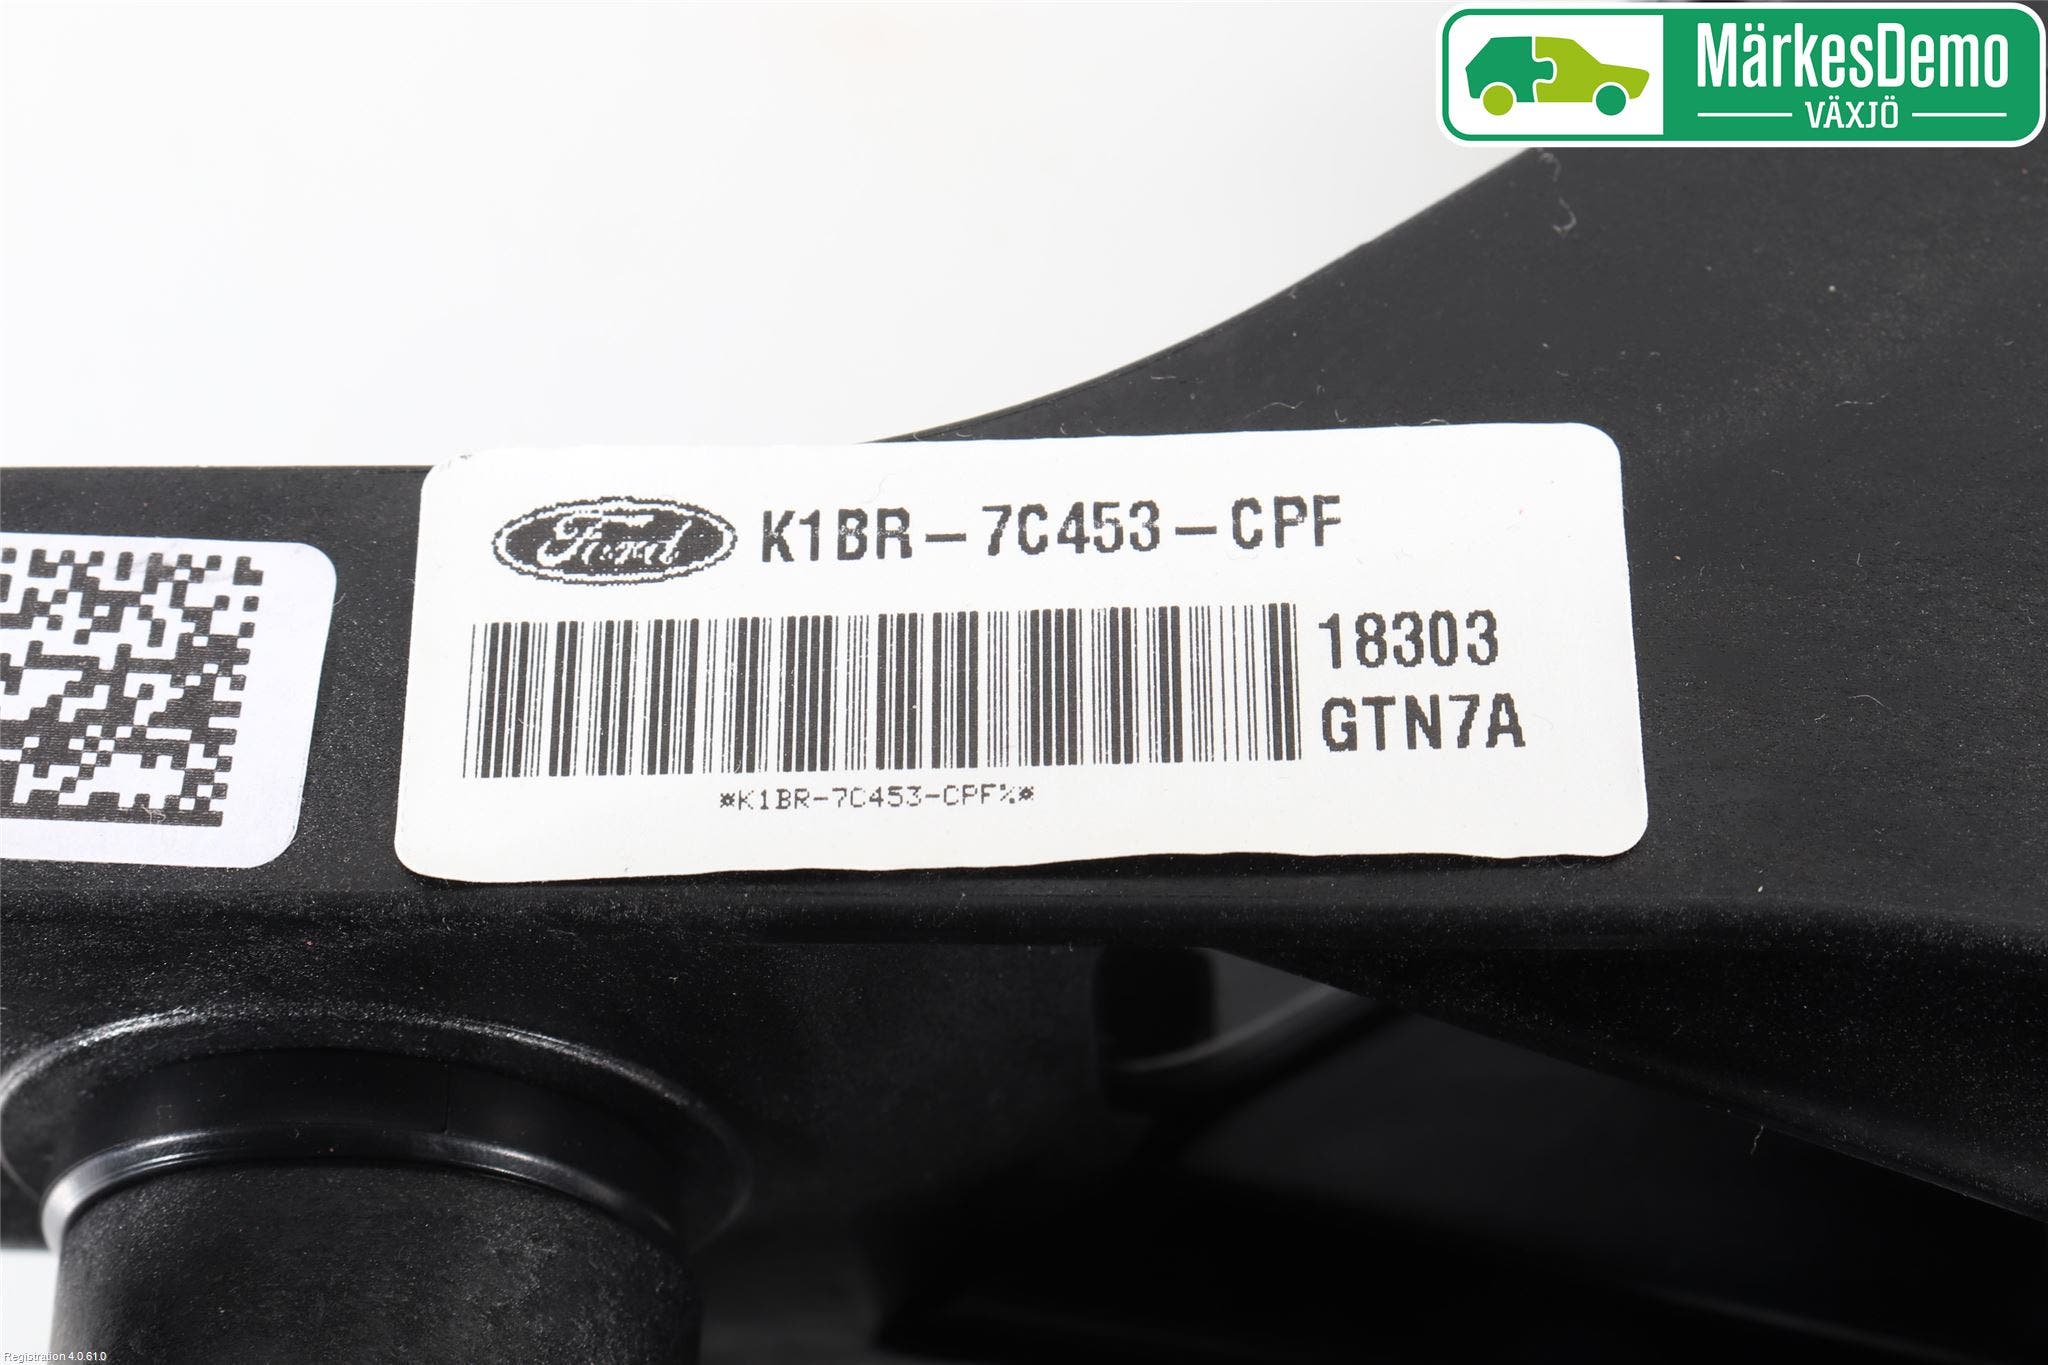 MärkesDemo
VÄXJÖ
Ford K1BR-7C453-CPF
18303
GTN7A
*K1BR-7C453-CPF%*
Registration 4.0.61.0